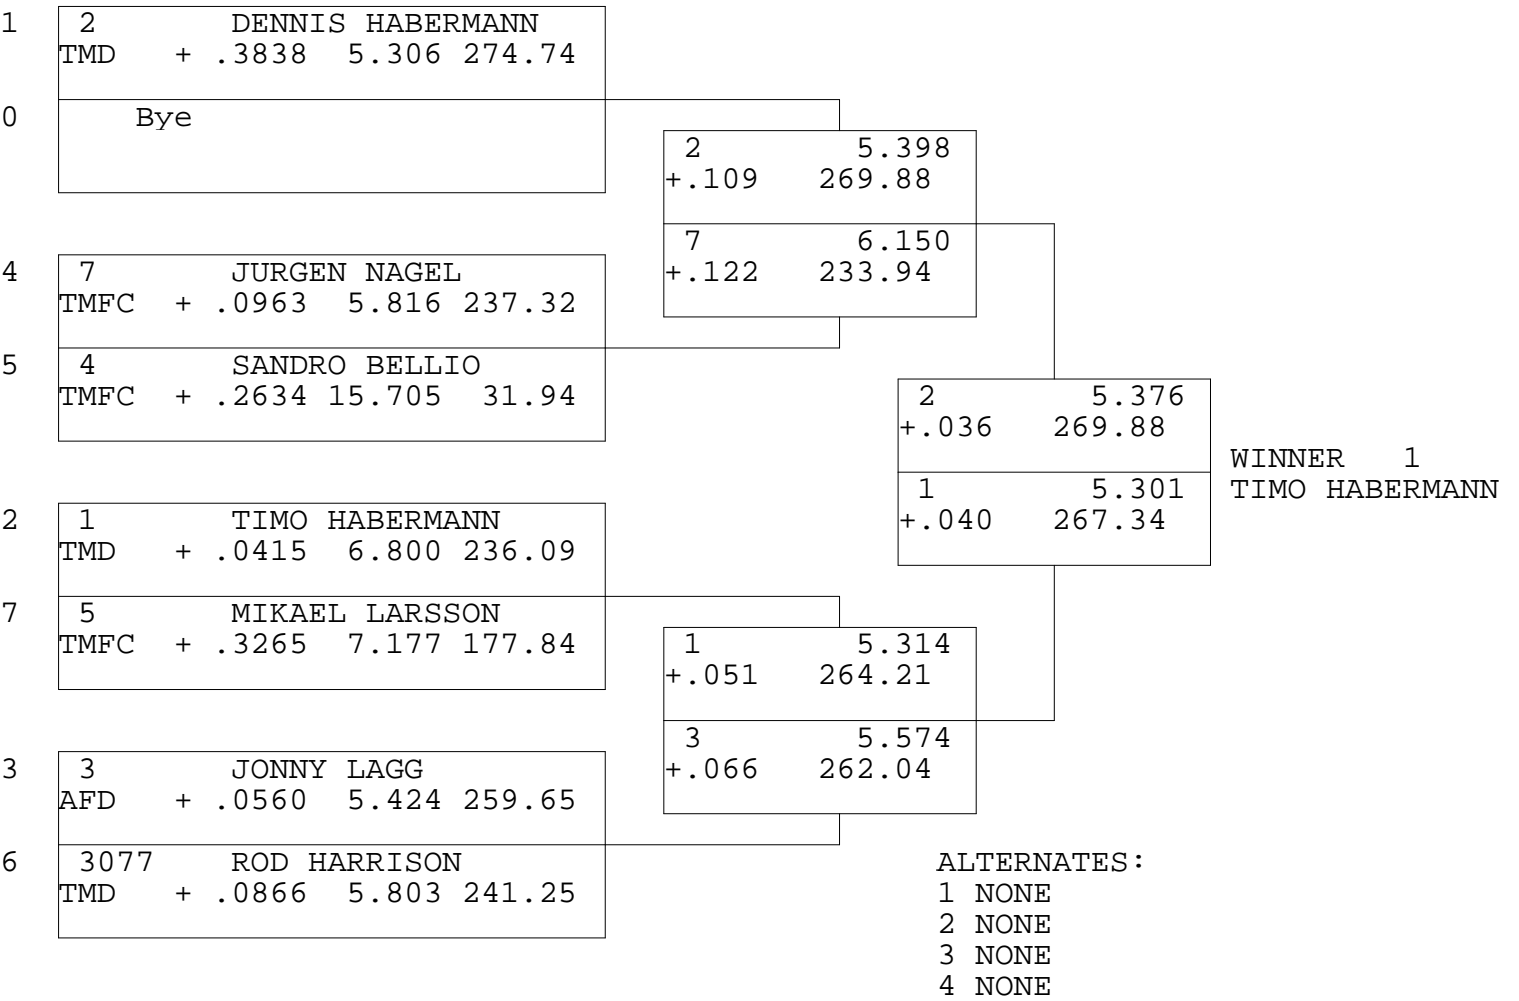 1 2 DENNIS HABERMANN
TMD + .3838 5.306 274.74
0 Bye
4 7 JURGEN NAGEL
TMFC + .0963 5.816 237.32
5 4 SANDRO BELLIO
TMFC + .2634 15.705 31.94
2 1 TIMO HABERMANN
TMD + .0415 6.800 236.09
7 5 MIKAEL LARSSON
TMFC + .3265 7.177 177.84
3 3 JONNY LAGG
AFD + .0560 5.424 259.65
6 3077 ROD HARRISON
TMD + .0866 5.803 241.25
2 5.398
+.109 269.88
7 6.150
+.122 233.94
1 5.314
+.051 264.21
3 5.574
+.066 262.04
2 5.376
+.036 269.88
1 5.301
+.040 267.34
WINNER 1
TIMO HABERMANN
ALTERNATES:
1 NONE
2 NONE
3 NONE
4 NONE